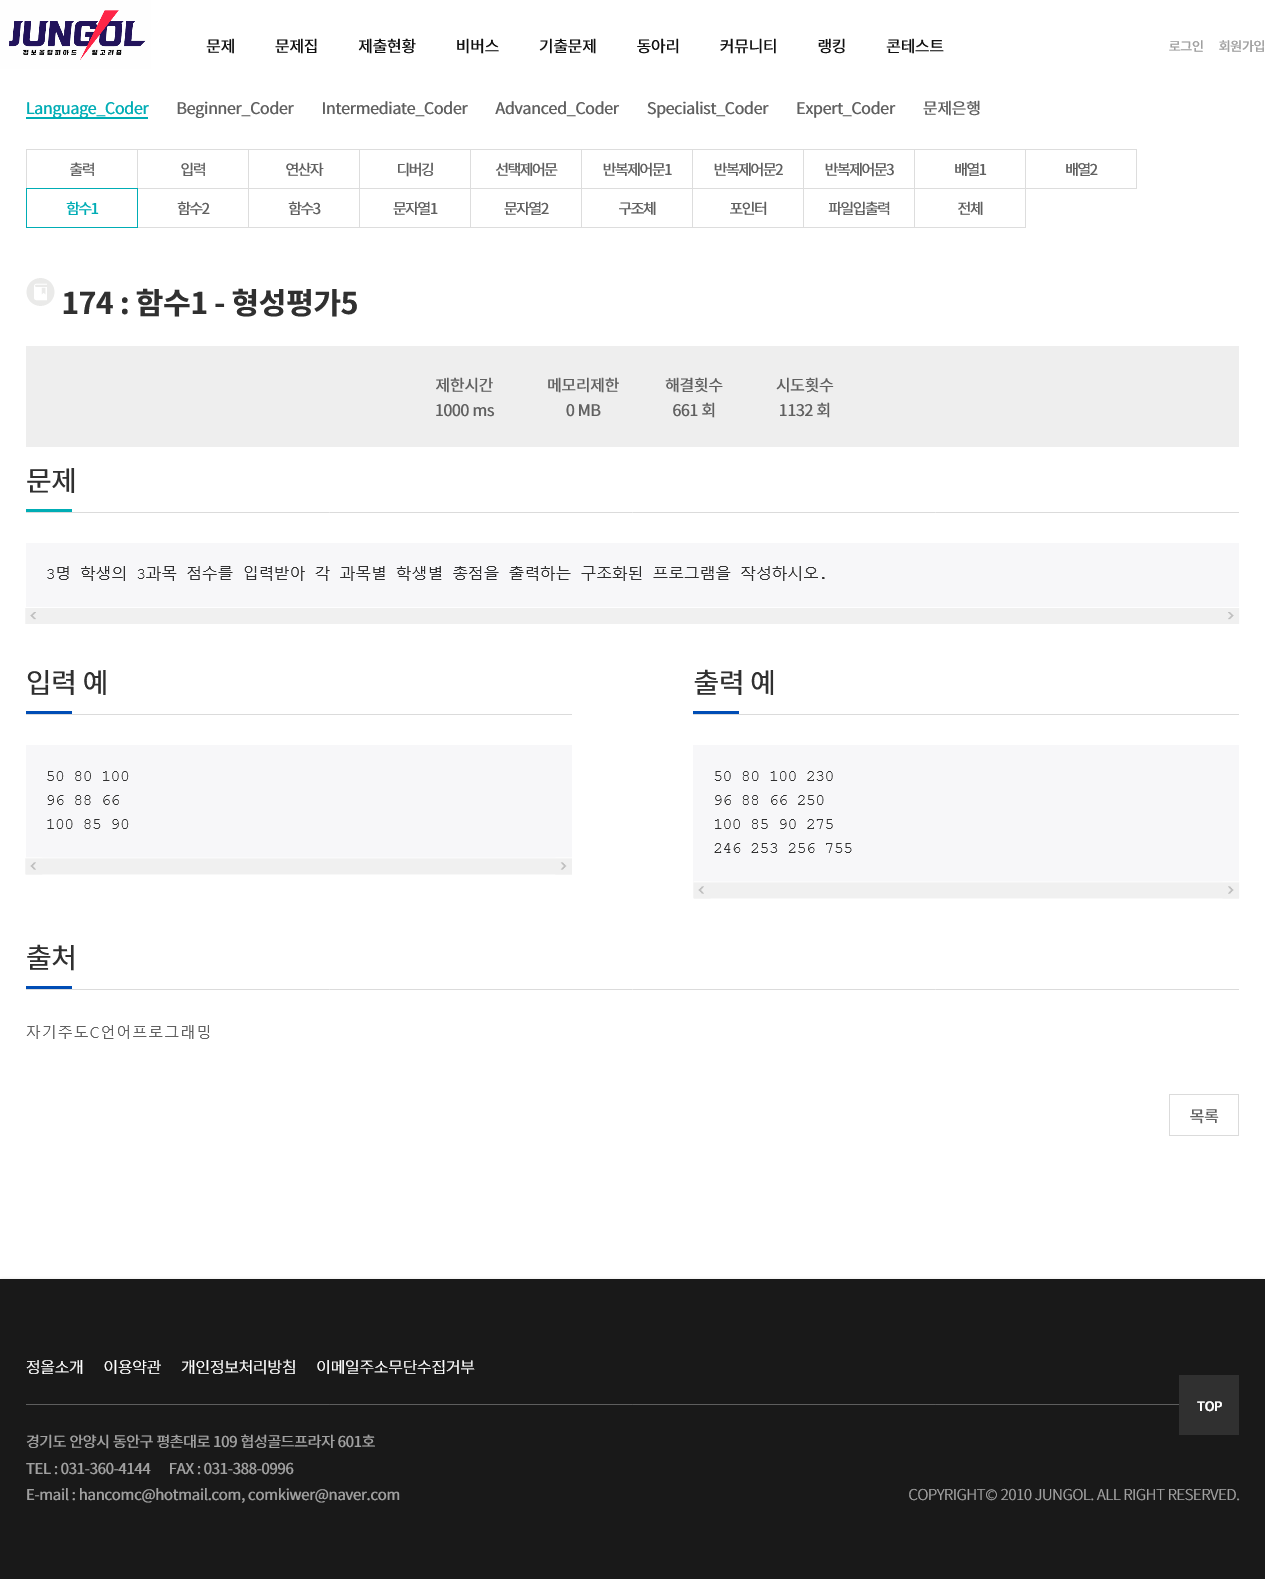 JUNGOL
정보올림피아드 알고리즘
문제 문제집 제출현황 비버스 기출문제 동아리 커뮤니티 랭킹 콘테스트 로그인 회원가입
Language_Coder Beginner_Coder Intermediate_Coder Advanced_Coder Specialist_Coder Expert_Coder 문제은행
출력 입력 연산자 디버깅 선택제어문 반복제어문1 반복제어문2 반복제어문3 배열1 배열2
함수1 함수2 함수3 문자열1 문자열2 구조체 포인터 파일입출력 전체
174 : 함수1 - 형성평가5
제한시간 메모리제한 해결횟수 시도횟수
1000 ms 0 MB 661 회 1132 회
문제
3명 학생의 3과목 점수를 입력받아 각 과목별 학생별 총점을 출력하는 구조화된 프로그램을 작성하시오.
입력 예
50 80 100
96 88 66
100 85 90
출력 예
50 80 100 230
96 88 66 250
100 85 90 275
246 253 256 755
출처
자기주도C언어프로그래밍
목록
정올소개 이용약관 개인정보처리방침 이메일주소무단수집거부
TOP
경기도 안양시 동안구 평촌대로 109 협성골드프라자 601호
TEL : 031-360-4144 FAX : 031-388-0996
E-mail : hancomc@hotmail.com, comkiwer@naver.com
COPYRIGHT© 2010 JUNGOL. ALL RIGHT RESERVED.